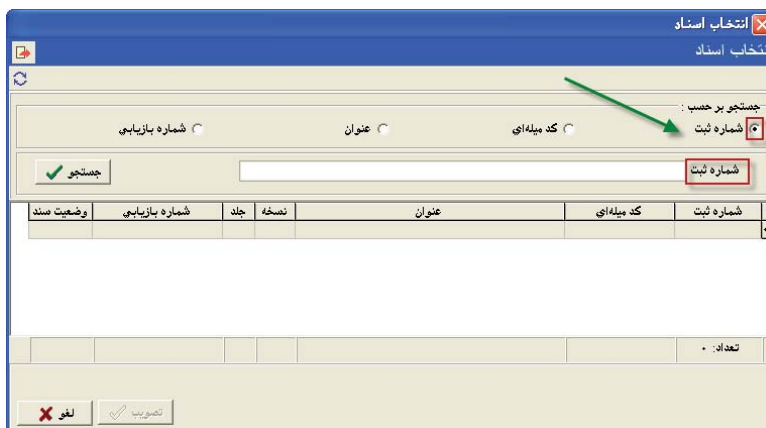 انتخاب اسناد
انتخاب اسناد
جستجو بر حسب :
شماره ثبت
کد میله‌ای
عنوان
شماره بازیابی
شماره ثبت
جستجو
شماره ثبت
کد میله‌ای
عنوان
نسخه
جلد
شماره بازیابی
وضعیت سند
تعداد: ۰
تصویب
لغو